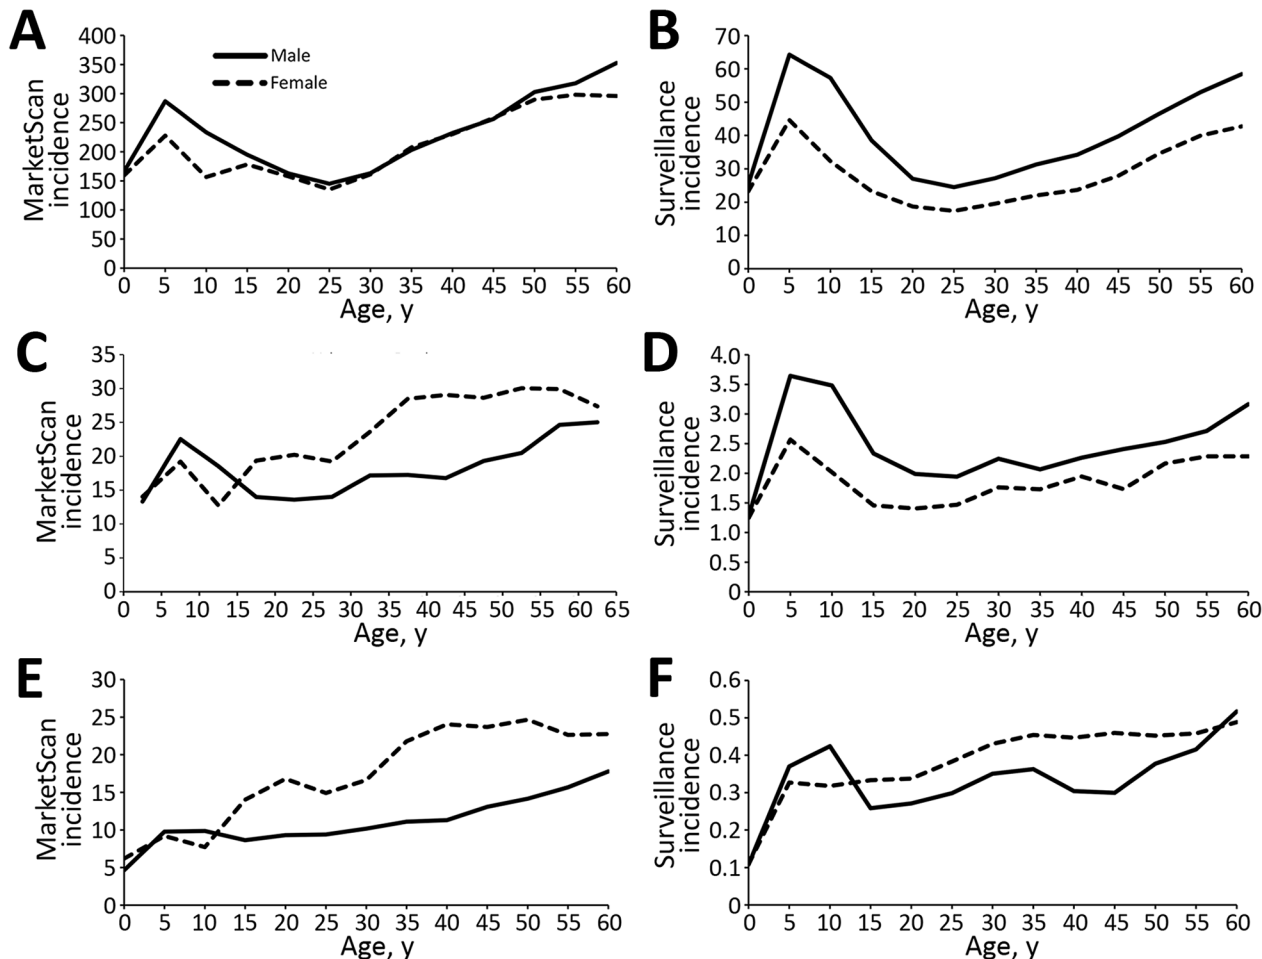 A
400
350
300
250
200
150
100
50
0
MarketScan
incidence
Male
Female
0 5 10 15 20 25 30 35 40 45 50 55 60
Age, y
B
70
60
50
40
30
20
10
0
Surveillance
incidence
0 5 10 15 20 25 30 35 40 45 50 55 60
Age, y
C
35
30
25
20
15
10
5
0
MarketScan
incidence
0 5 10 15 20 25 30 35 40 45 50 55 60 65
Age, y
D
4.0
3.5
3.0
2.5
2.0
1.5
1.0
0.5
0
Surveillance
incidence
0 5 10 15 20 25 30 35 40 45 50 55 60
Age, y
E
30
25
20
15
10
5
0
MarketScan
incidence
0 5 10 15 20 25 30 35 40 45 50 55 60
Age, y
F
0.6
0.5
0.4
0.3
0.2
0.1
0
Surveillance
incidence
0 5 10 15 20 25 30 35 40 45 50 55 60
Age, y